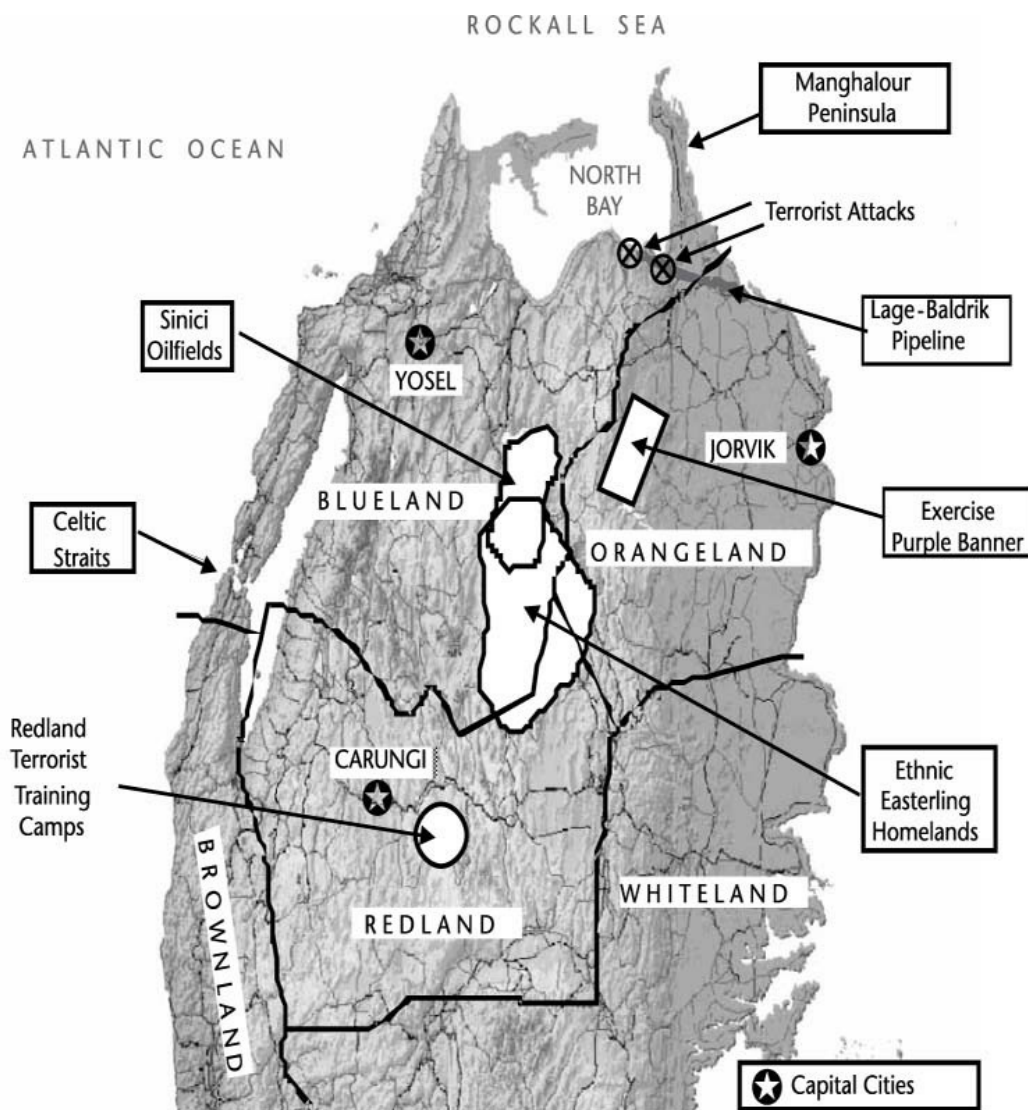 ROCKALL SEA
Manghalour
Peninsula
ATLANTIC OCEAN
NORTH
BAY
Terrorist Attacks
Sinici
Oilfields
Lage-Baldrik
Pipeline
YOSEL
JORVIK
BLUELAND
Celtic
Straits
ORANGELAND
Exercise
Purple Banner
Redland
Terrorist
Training
Camps
CARUNGI
Ethnic
Easterling
Homelands
BROWNLAND
WHITELAND
REDLAND
Capital Cities